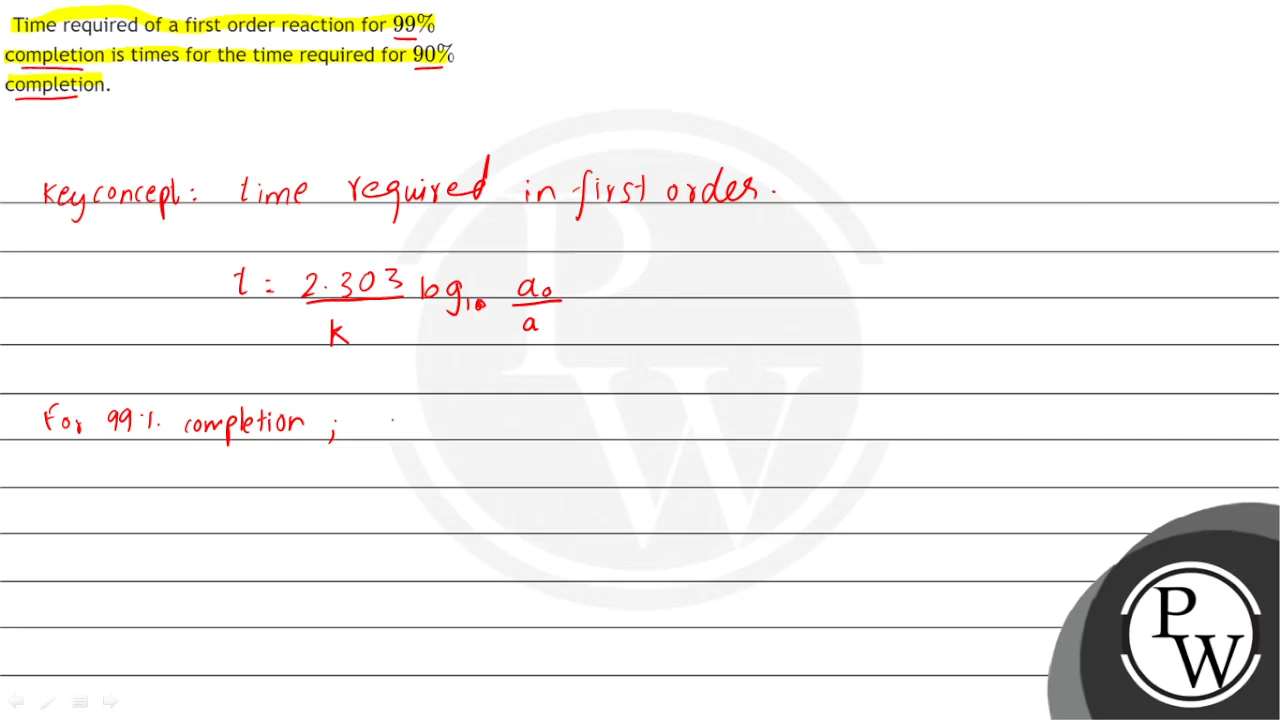 Time required of a first order reaction for 99%
completion is times for the time required for 90%
completion.
Key concept: time required in first order.
t = 2.303/k log₁₀ a₀/a
For 99%. completion ;
P
W
P
W